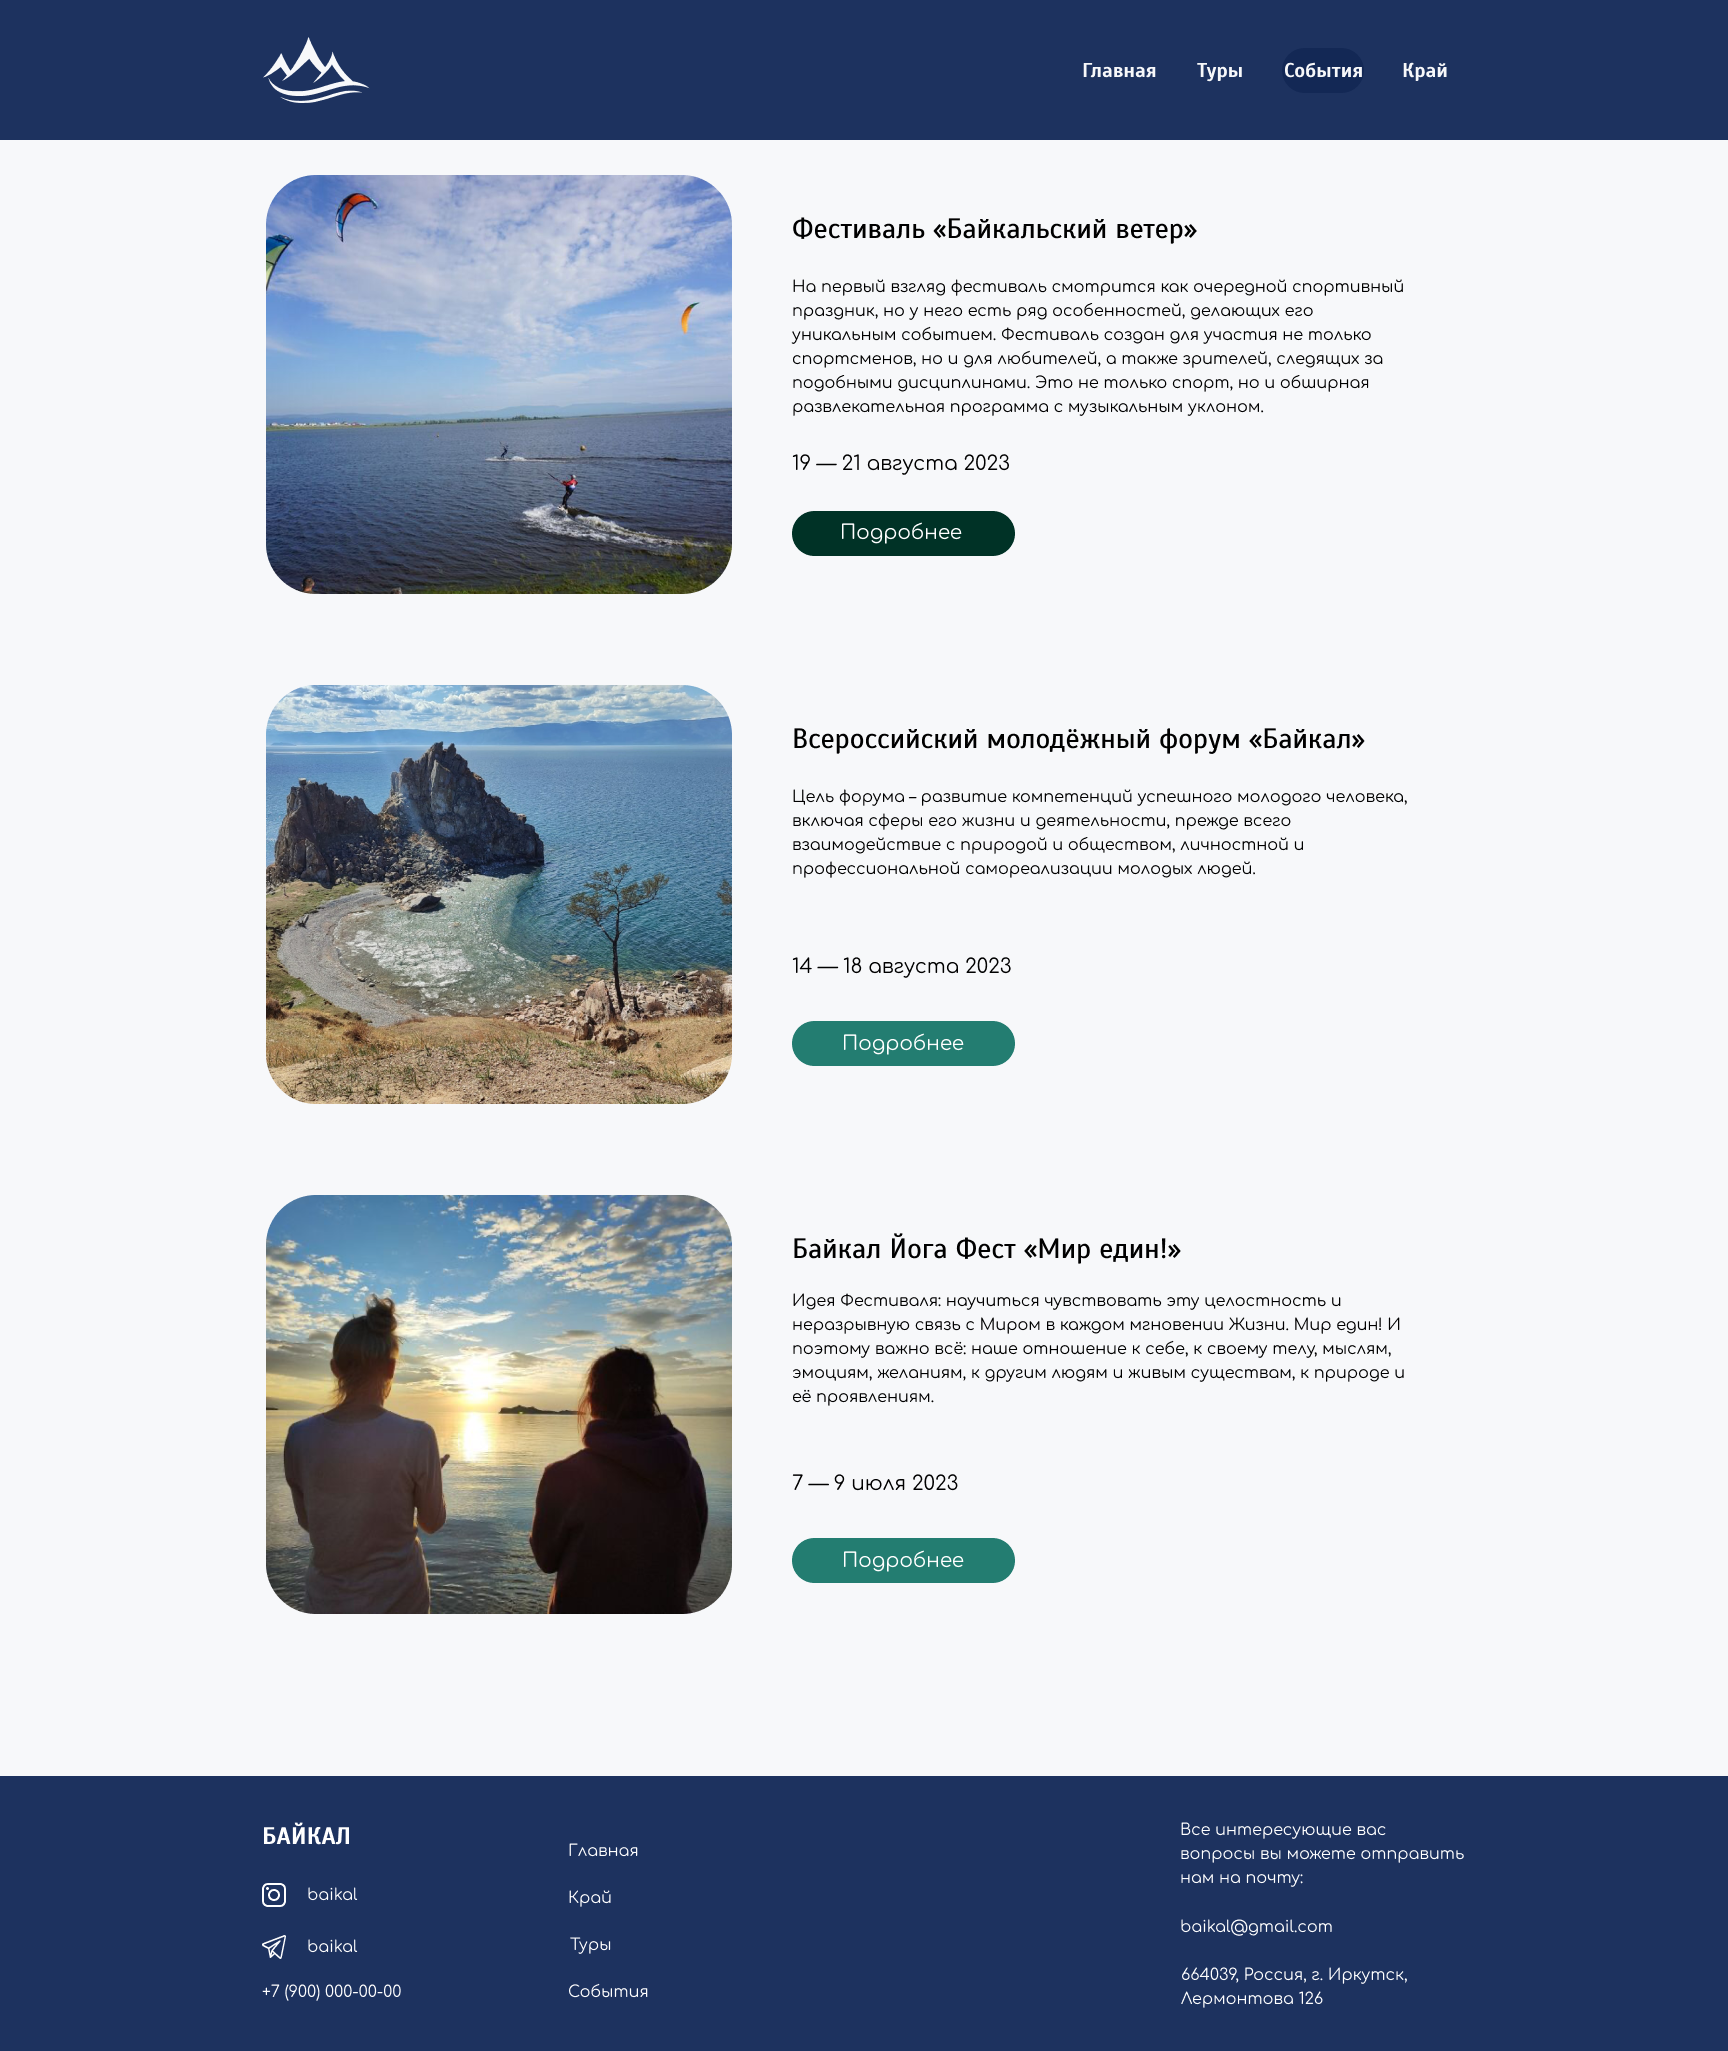 Главная Туры События Край
Фестиваль «Байкальский ветер»
На первый взгляд фестиваль смотрится как очередной спортивный
праздник, но у него есть ряд особенностей, делающих его
уникальным событием. Фестиваль создан для участия не только
спортсменов, но и для любителей, а также зрителей, следящих за
подобными дисциплинами. Это не только спорт, но и обширная
развлекательная программа с музыкальным уклоном.
19 — 21 августа 2023
Подробнее
Всероссийский молодёжный форум «Байкал»
Цель форума – развитие компетенций успешного молодого человека,
включая сферы его жизни и деятельности, прежде всего
взаимодействие с природой и обществом, личностной и
профессиональной самореализации молодых людей.
14 — 18 августа 2023
Подробнее
Байкал Йога Фест «Мир един!»
Идея Фестиваля: научиться чувствовать эту целостность и
неразрывную связь с Миром в каждом мгновении Жизни. Мир един! И
поэтому важно всё: наше отношение к себе, к своему телу, мыслям,
эмоциям, желаниям, к другим людям и живым существам, к природе и
её проявлениям.
7 — 9 июля 2023
Подробнее
БАЙКАЛ
baikal
baikal
+7 (900) 000-00-00
Главная
Край
Туры
События
Все интересующие вас
вопросы вы можете отправить
нам на почту:
baikal@gmail.com
664039, Россия, г. Иркутск,
Лермонтова 126